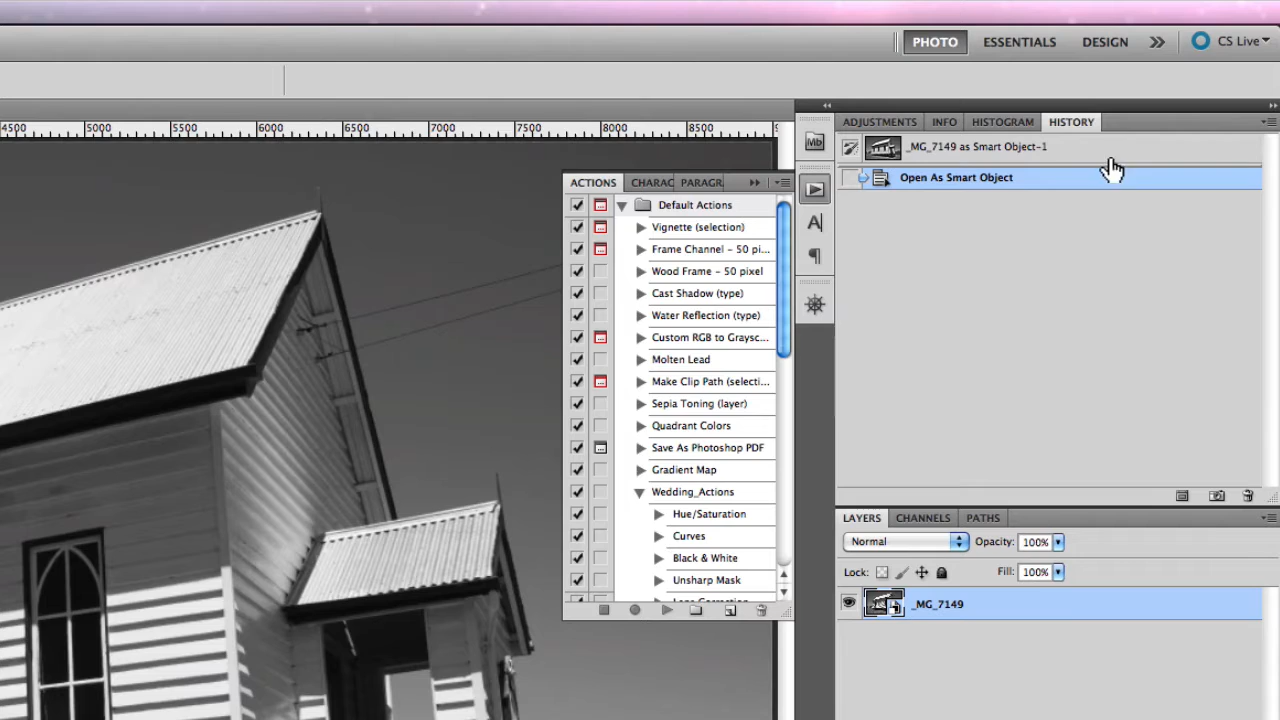 PHOTO ESSENTIALS DESIGN CS Live
4500 5000 5500 6000 6500 7000 7500 8000 8500
ADJUSTMENTS INFO HISTOGRAM HISTORY
Mb _MG_7149 as Smart Object-1
Open As Smart Object
ACTIONS CHARAC PARAGR.
Default Actions
Vignette (selection)
Frame Channel - 50 pi...
Wood Frame - 50 pixel
Cast Shadow (type)
Water Reflection (type)
Custom RGB to Graysc...
Molten Lead
Make Clip Path (selecti...
Sepia Toning (layer)
Quadrant Colors
Save As Photoshop PDF
Gradient Map
Wedding_Actions
Hue/Saturation
Curves
Black & White
Unsharp Mask
Lens Correction
LAYERS CHANNELS PATHS
Normal Opacity: 100%
Lock: Fill: 100%
_MG_7149